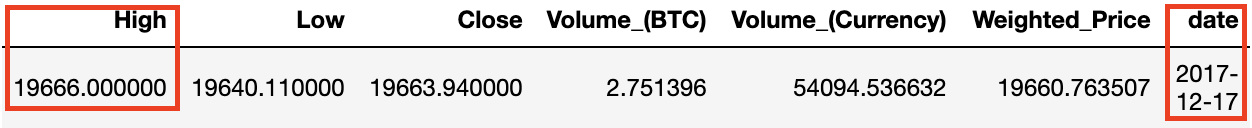 High Low Close Volume_(BTC) Volume_(Currency) Weighted_Price date
19666.000000 19640.110000 19663.940000 2.751396 54094.536632 19660.763507 2017-
12-17